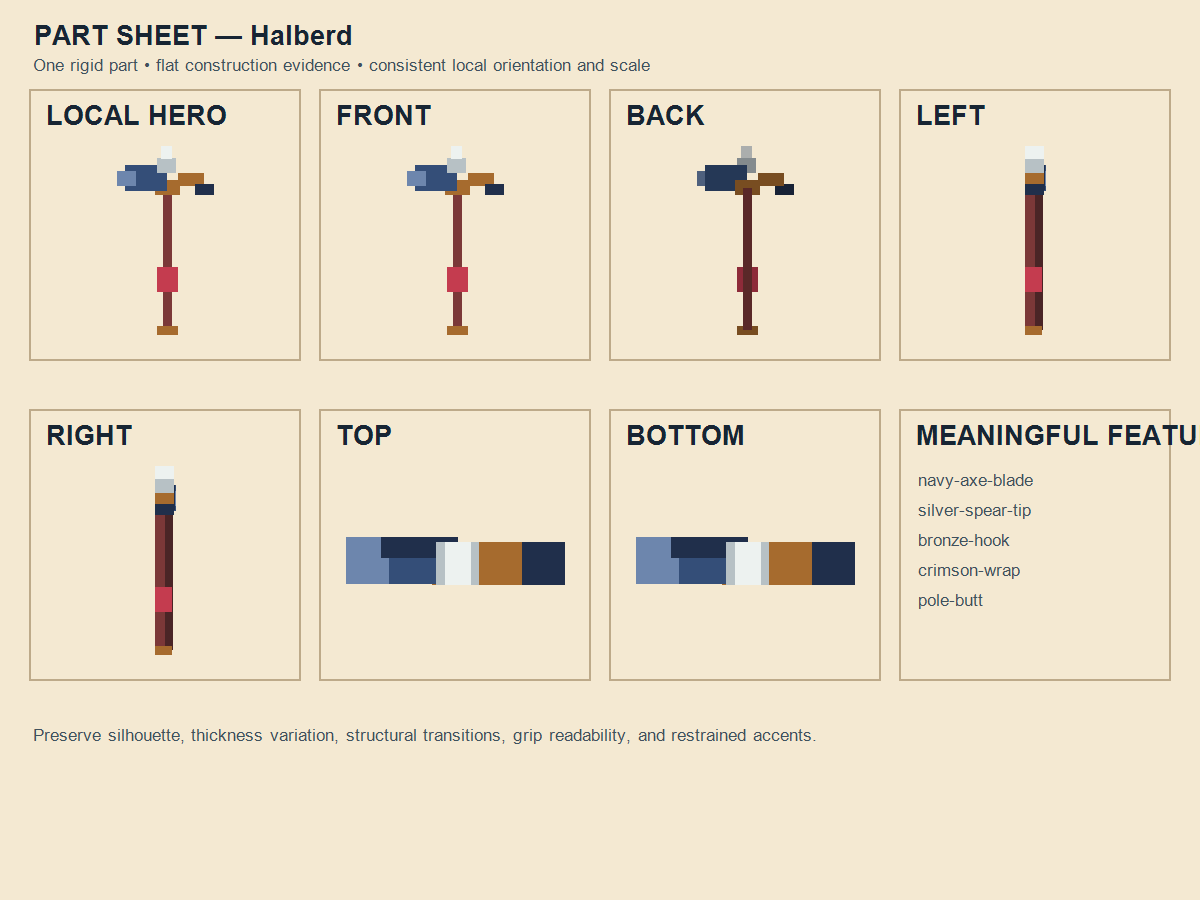 PART SHEET — Halberd
One rigid part • flat construction evidence • consistent local orientation and scale
LOCAL HERO
FRONT
BACK
LEFT
RIGHT
TOP
BOTTOM
MEANINGFUL FEATU
navy-axe-blade
silver-spear-tip
bronze-hook
crimson-wrap
pole-butt
Preserve silhouette, thickness variation, structural transitions, grip readability, and restrained accents.